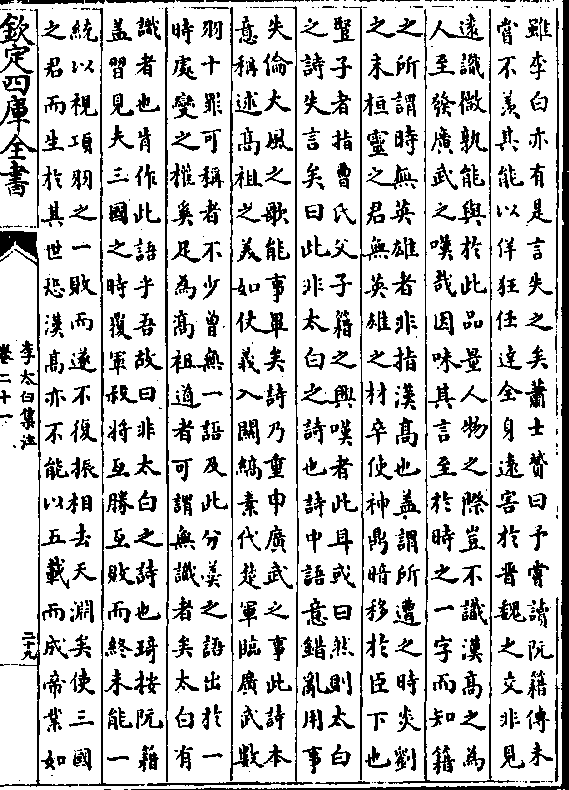 雖李白亦有是言失之矣蕭士贇曰予嘗讀阮籍傳未
嘗不羨其能以佯狂任達全身遠害於晉魏之交非見
遠識微孰能與於此品量人物之際豈不識漢高之為
人至發廣武之嘆哉因味其言至於時之一字而知籍
之所謂時無英雄者非指漢高也葢謂所遭之時炎劉
之末桓靈之君無英雄之材卒使神鼎暗移於臣下也
豎子者指曹氏父子籍之興嘆者此耳或曰然則太白
之詩失言矣曰此非太白之詩也詩中語意錯亂用事
失倫大風之歌能事畢矣詩乃重申廣武之事此詩本
意稱述高祖之美如仗義入關縞素代楚軍臨廣武數
羽十罪可稱者不少曾無一語及此分羮之語出於一
時處變之權奚足為高祖道者可謂無識者矣太白有
識者也肯作此語乎吾故曰非太白之詩也琦按阮籍
葢習見夫三國之時覆軍殺將互勝互敗而終未能一
統以視項羽之一敗而遂不復振相去天淵矣使三國
之君而生於其世恐漢高亦不能以五載而成帝業如
欽定四庫全書
李太白集注
卷二十一
二十九